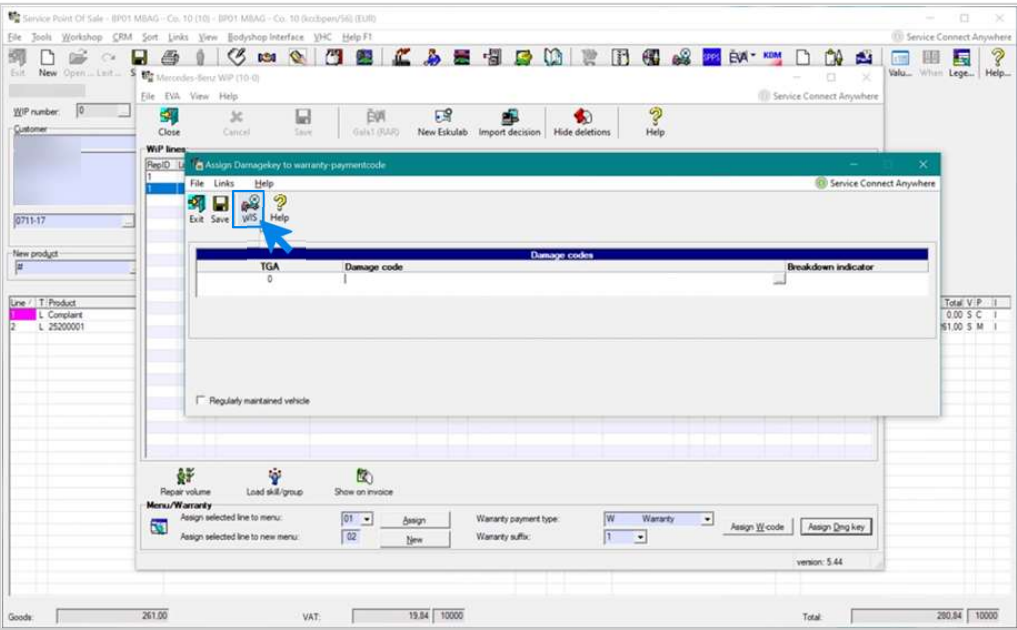 Service Point Of Sale - BP01 MBAG - Co. 10 (10) - BP01 MBAG - Co. 10 (kccbpen/56) (EUR)
File Tools Workshop CRM Sort Links View Bodyshop Interface VHC Help F1 Service Connect Anywhere
Exit New Open ... Last ... S SPPS EVA KDM Valu... When Lege... Help...
Mercedes-Benz WiP (10-0)
File EVA View Help Service Connect Anywhere
WIP number: 0 ...
Close Cancel Save Galx1 (RAR) New Eskulab Import decision Hide deletions Help
Customer
WiP lines
RepID
Assign Damagekey to warranty-paymentcode
1
File Links Help Service Connect Anywhere
1
Exit Save WIS Help
0711-17 ...
Damage codes
New product
TGA Damage code Breakdown indicator
#
0 ...
Line / T Product Total V P I
1 L Complaint 0.00 S C I
2 L 25200001 261,00 S M I
Regularly maintained vehicle
Repair volume Load skill/group Show on invoice
Menu/Warranty
Assign selected line to menu: 01 Assign Warranty payment type: W Warranty Assign W-code Assign Dmg key
Assign selected line to new menu: 02 New Warranty suffix: 1
version: 5.44
Goods: 261,00 VAT: 19,84 10000 Total: 280,84 10000